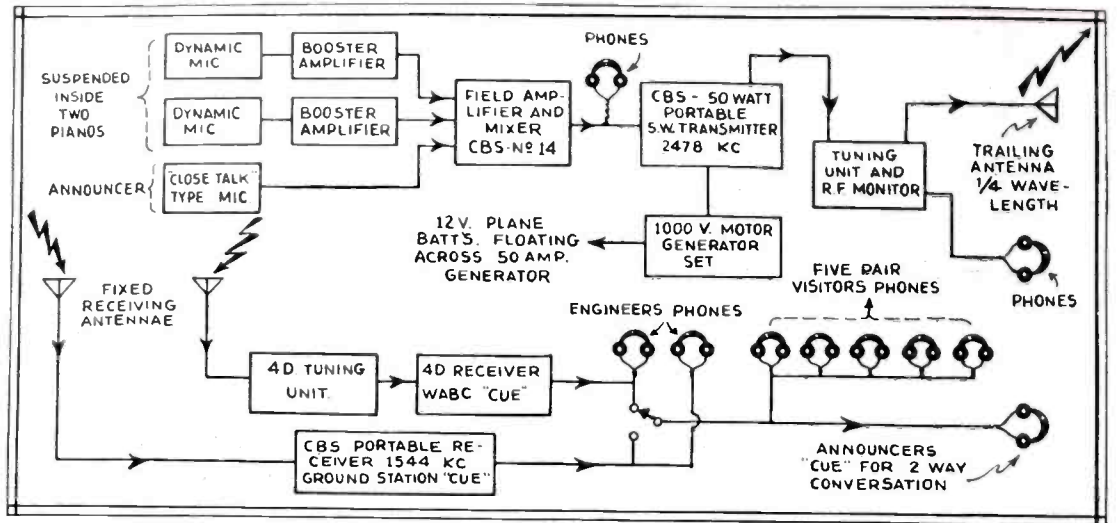 SUSPENDED
INSIDE
TWO
PIANOS
DYNAMIC
MIC
BOOSTER
AMPLIFIER
DYNAMIC
MIC
BOOSTER
AMPLIFIER
ANNOUNCER
"CLOSE TALK"
TYPE MIC
FIELD AMP-
LIFIER AND
MIXER
CBS-Nº 14
PHONES
CBS - 50 WATT
PORTABLE
S.W. TRANSMITTER
2478 KC
TUNING
UNIT AND
R.F. MONITOR
TRAILING
ANTENNA
1/4 WAVE-
LENGTH
PHONES
12 V. PLANE
BATTS. FLOATING
ACROSS 50 AMP.
GENERATOR
1000 V. MOTOR
GENERATOR
SET
FIXED
RECEIVING
ANTENNAE
ENGINEERS PHONES
FIVE PAIR
VISITORS PHONES
4D. TUNING
UNIT.
4D RECEIVER
WABC "CUE"
CBS PORTABLE RE-
CEIVER 1544 KC
GROUND STATION "CUE"
ANNOUNCERS
"CUE" FOR 2 WAY
CONVERSATION